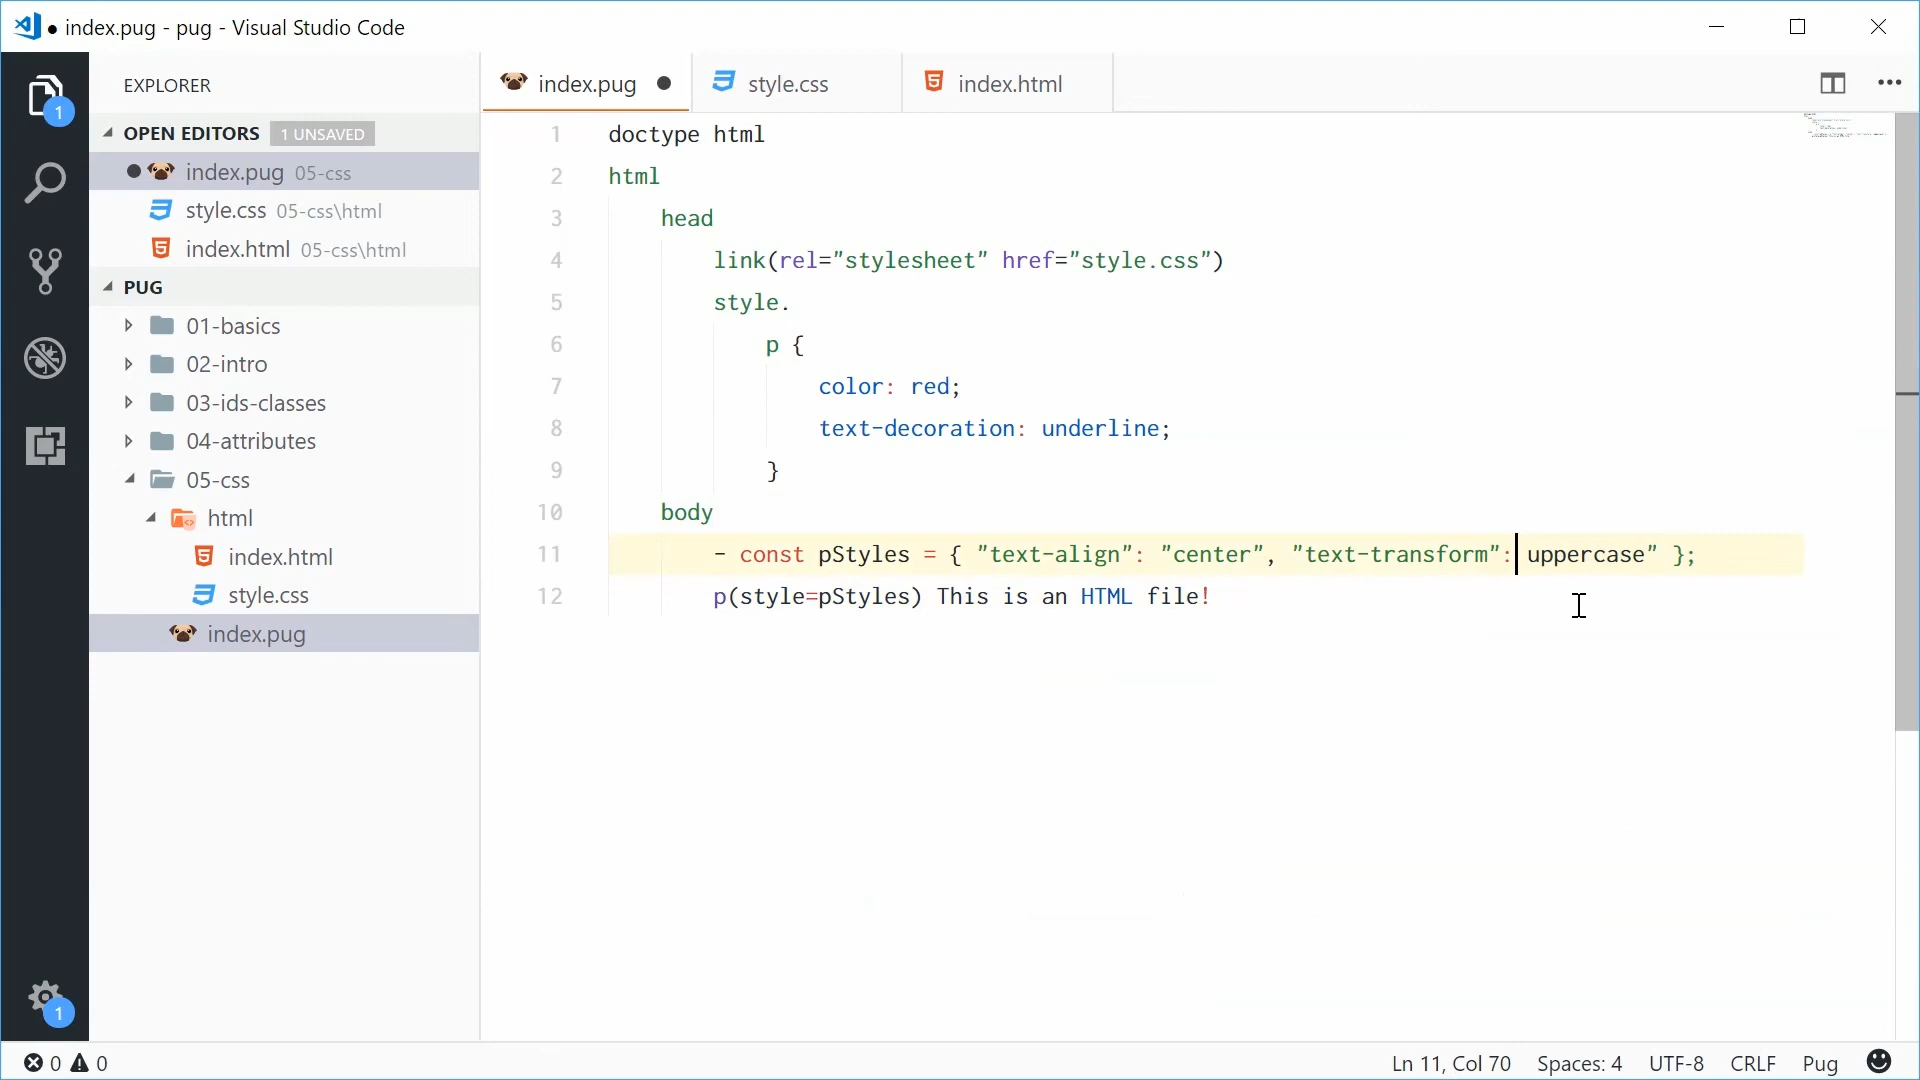 ● index.pug - pug - Visual Studio Code
EXPLORER
OPEN EDITORS 1 UNSAVED
index.pug 05-css
style.css 05-css\html
index.html 05-css\html
PUG
01-basics
02-intro
03-ids-classes
04-attributes
05-css
html
index.html
style.css
index.pug
1
1
index.pug ●
style.css
index.html
1 doctype html
2 html
3     head
4         link(rel="stylesheet" href="style.css")
5         style.
6             p {
7                 color: red;
8                 text-decoration: underline;
9             }
10     body
11         - const pStyles = { "text-align": "center", "text-transform": uppercase" };
12         p(style=pStyles) This is an HTML file!
0 0
Ln 11, Col 70
Spaces: 4
UTF-8
CRLF
Pug